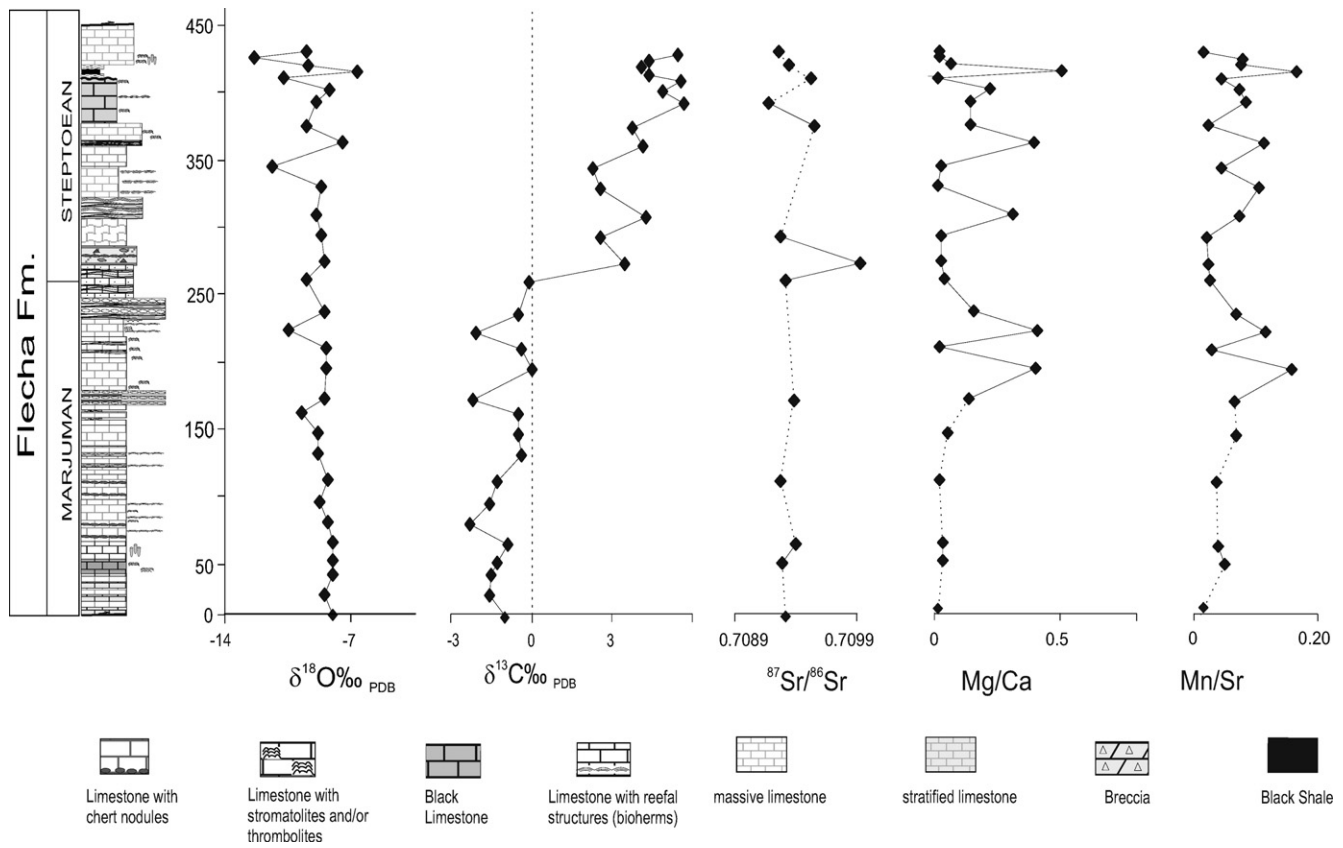 Flecha Fm.
STEPTOEAN
MARJUMAN
450
350
250
150
50
0
-14 -7
δ¹⁸O‰ PDB
-3 0 3
δ¹³C‰ PDB
0.7089 0.7099
⁸⁷Sr/⁸⁶Sr
0 0.5
Mg/Ca
0 0.20
Mn/Sr
Limestone with
chert nodules
Limestone with
stromatolites and/or
thrombolites
Black
Limestone
Limestone with reefal
structures (bioherms)
massive limestone
stratified limestone
Breccia
Black Shale